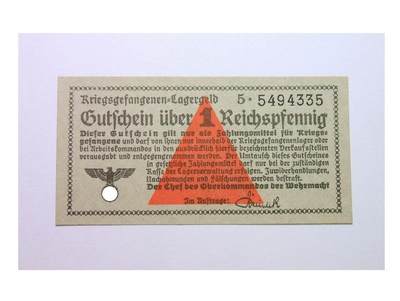 Kriegsgefangenen-Lagergeld 5 · 5494335
Gutschein über 1 Reichspfennig
Dieser Gutschein gilt nur als Zahlungsmittel für Kriegs-
gefangene und darf von ihnen nur innerhalb der Kriegsgefangenenlager oder
bei Arbeitskommandos in den ausdrücklich hierfür bezeichneten Verkaufsstellen
verausgabt und entgegengenommen werden. Der Umtausch dieses Gutscheines
in gesetzliche Zahlungsmittel darf nur bei der zuständigen
Kasse der Lagerverwaltung erfolgen. Zuwiderhandlungen,
Nachahmungen und Fälschungen werden bestraft.
Der Chef des Oberkommandos der Wehrmacht
Im Auftrage: